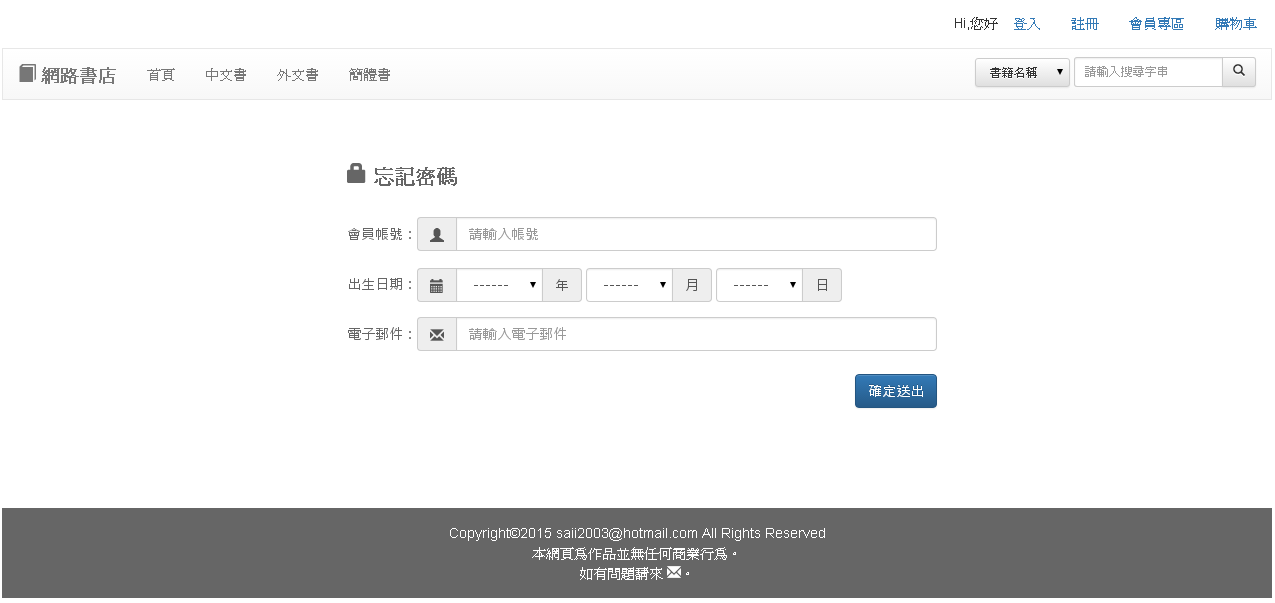 Hi,您好 登入 註冊 會員專區 購物車
網路書店 首頁 中文書 外文書 簡體書 書籍名稱 請輸入搜尋字串
忘記密碼
會員帳號： 請輸入帳號
出生日期： ------ 年 ------ 月 ------ 日
電子郵件： 請輸入電子郵件
確定送出
Copyright©2015 saii2003@hotmail.com All Rights Reserved
本網頁為作品並無任何商業行為。
如有問題請來 。